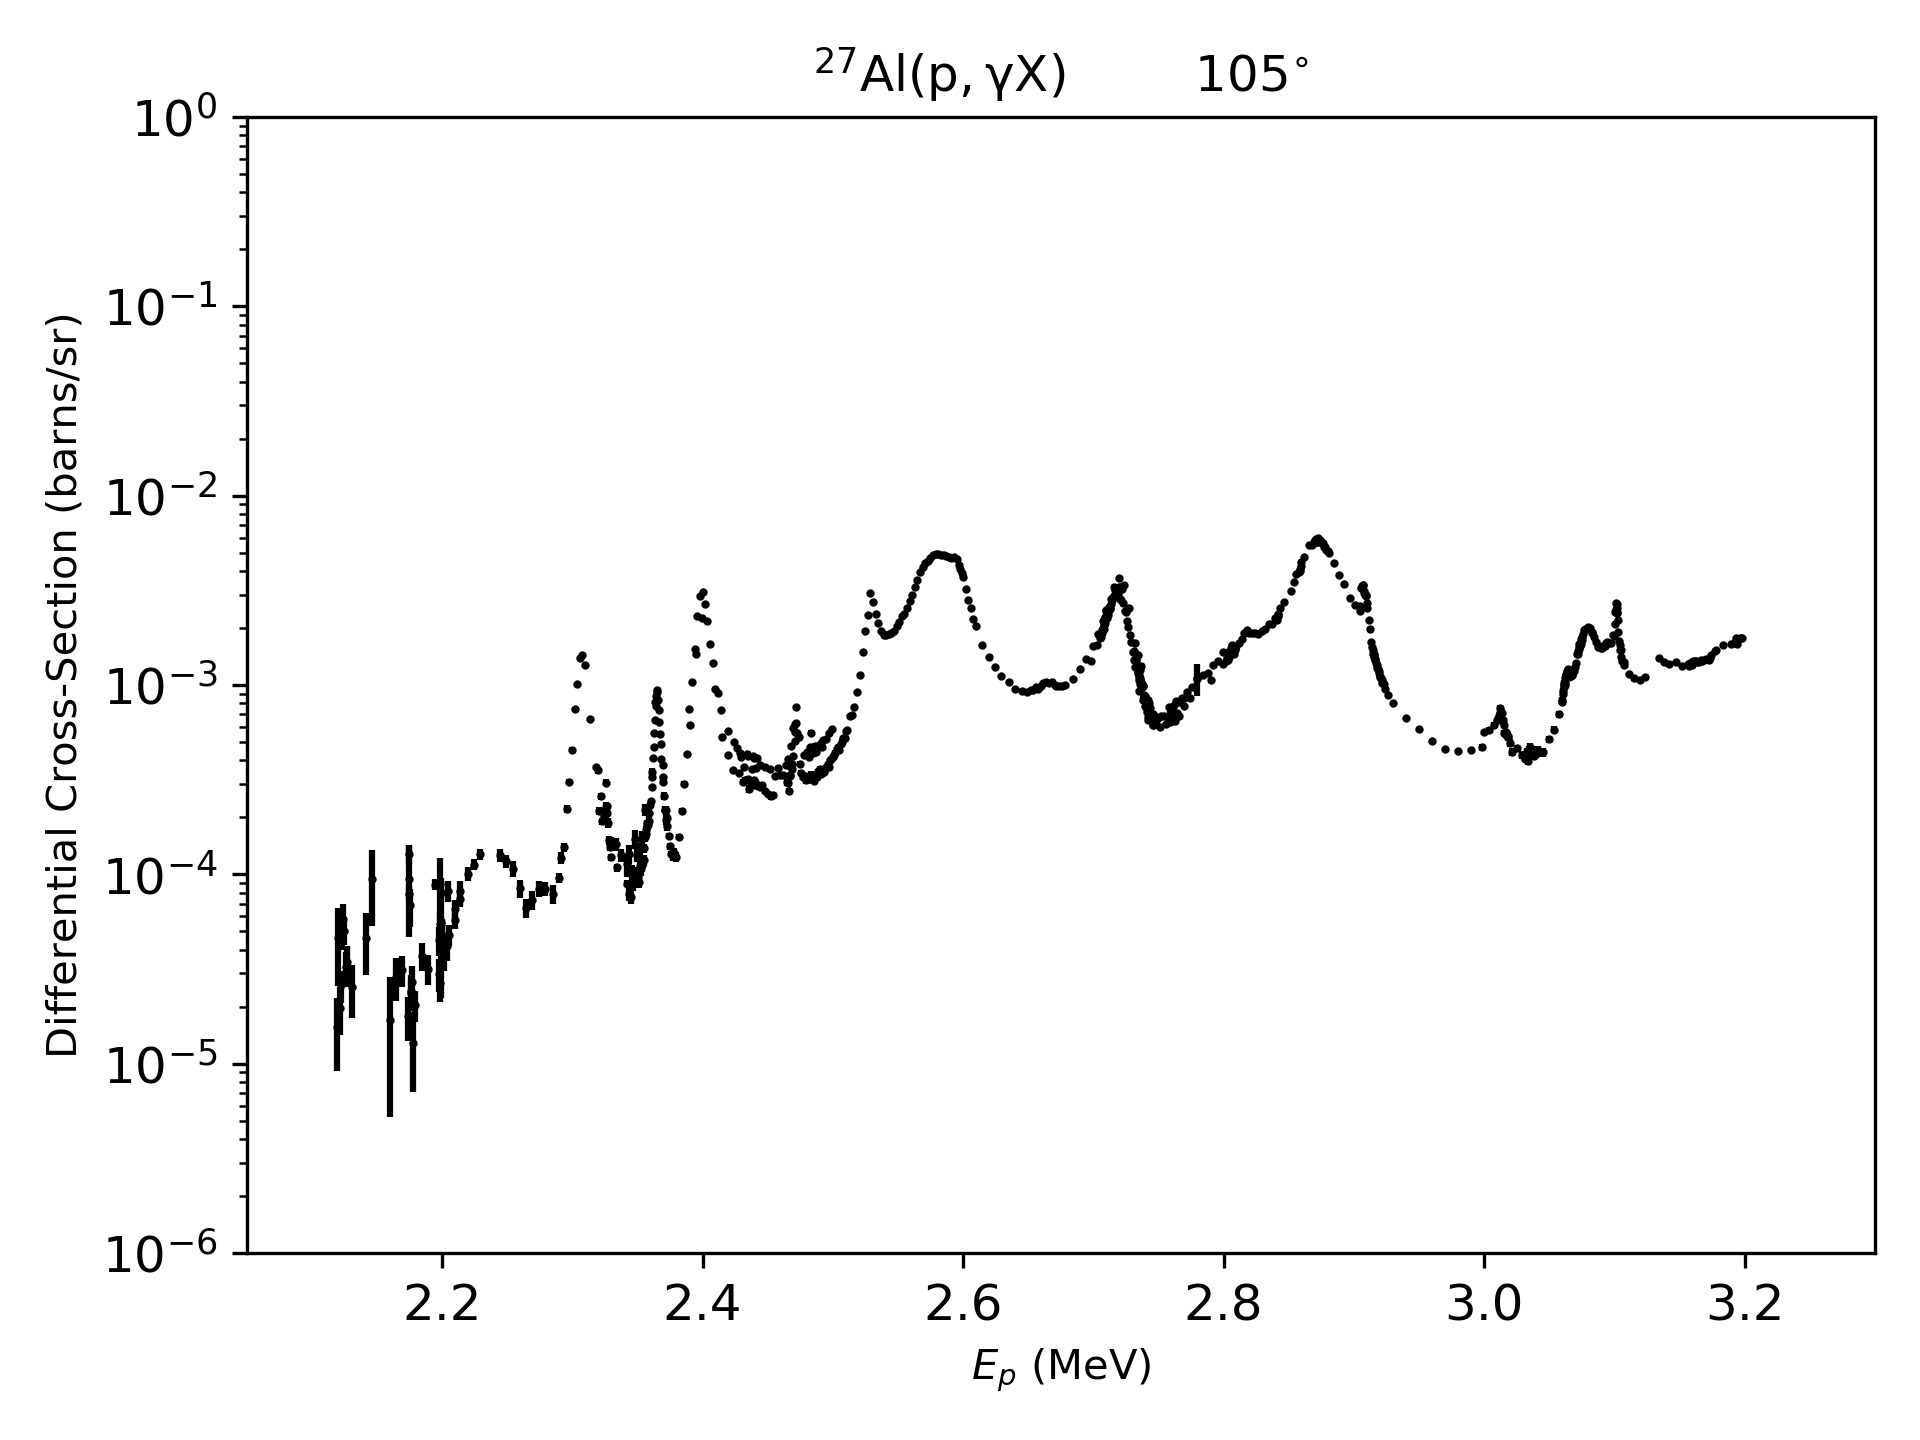 ²⁷Al(p, γX) 105°
10⁰
10⁻¹
10⁻²
10⁻³
10⁻⁴
10⁻⁵
10⁻⁶
Differential Cross-Section (barns/sr)
2.2 2.4 2.6 2.8 3.0 3.2
Eₚ (MeV)